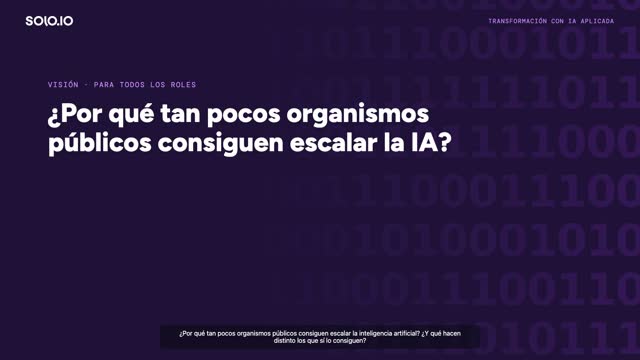 SOLO.IO
TRANSFORMACIÓN CON IA APLICADA
VISIÓN · PARA TODOS LOS ROLES
¿Por qué tan pocos organismos
públicos consiguen escalar la IA?
¿Por qué tan pocos organismos públicos consiguen escalar la inteligencia artificial? ¿Y qué hacen
distinto los que sí lo consiguen?